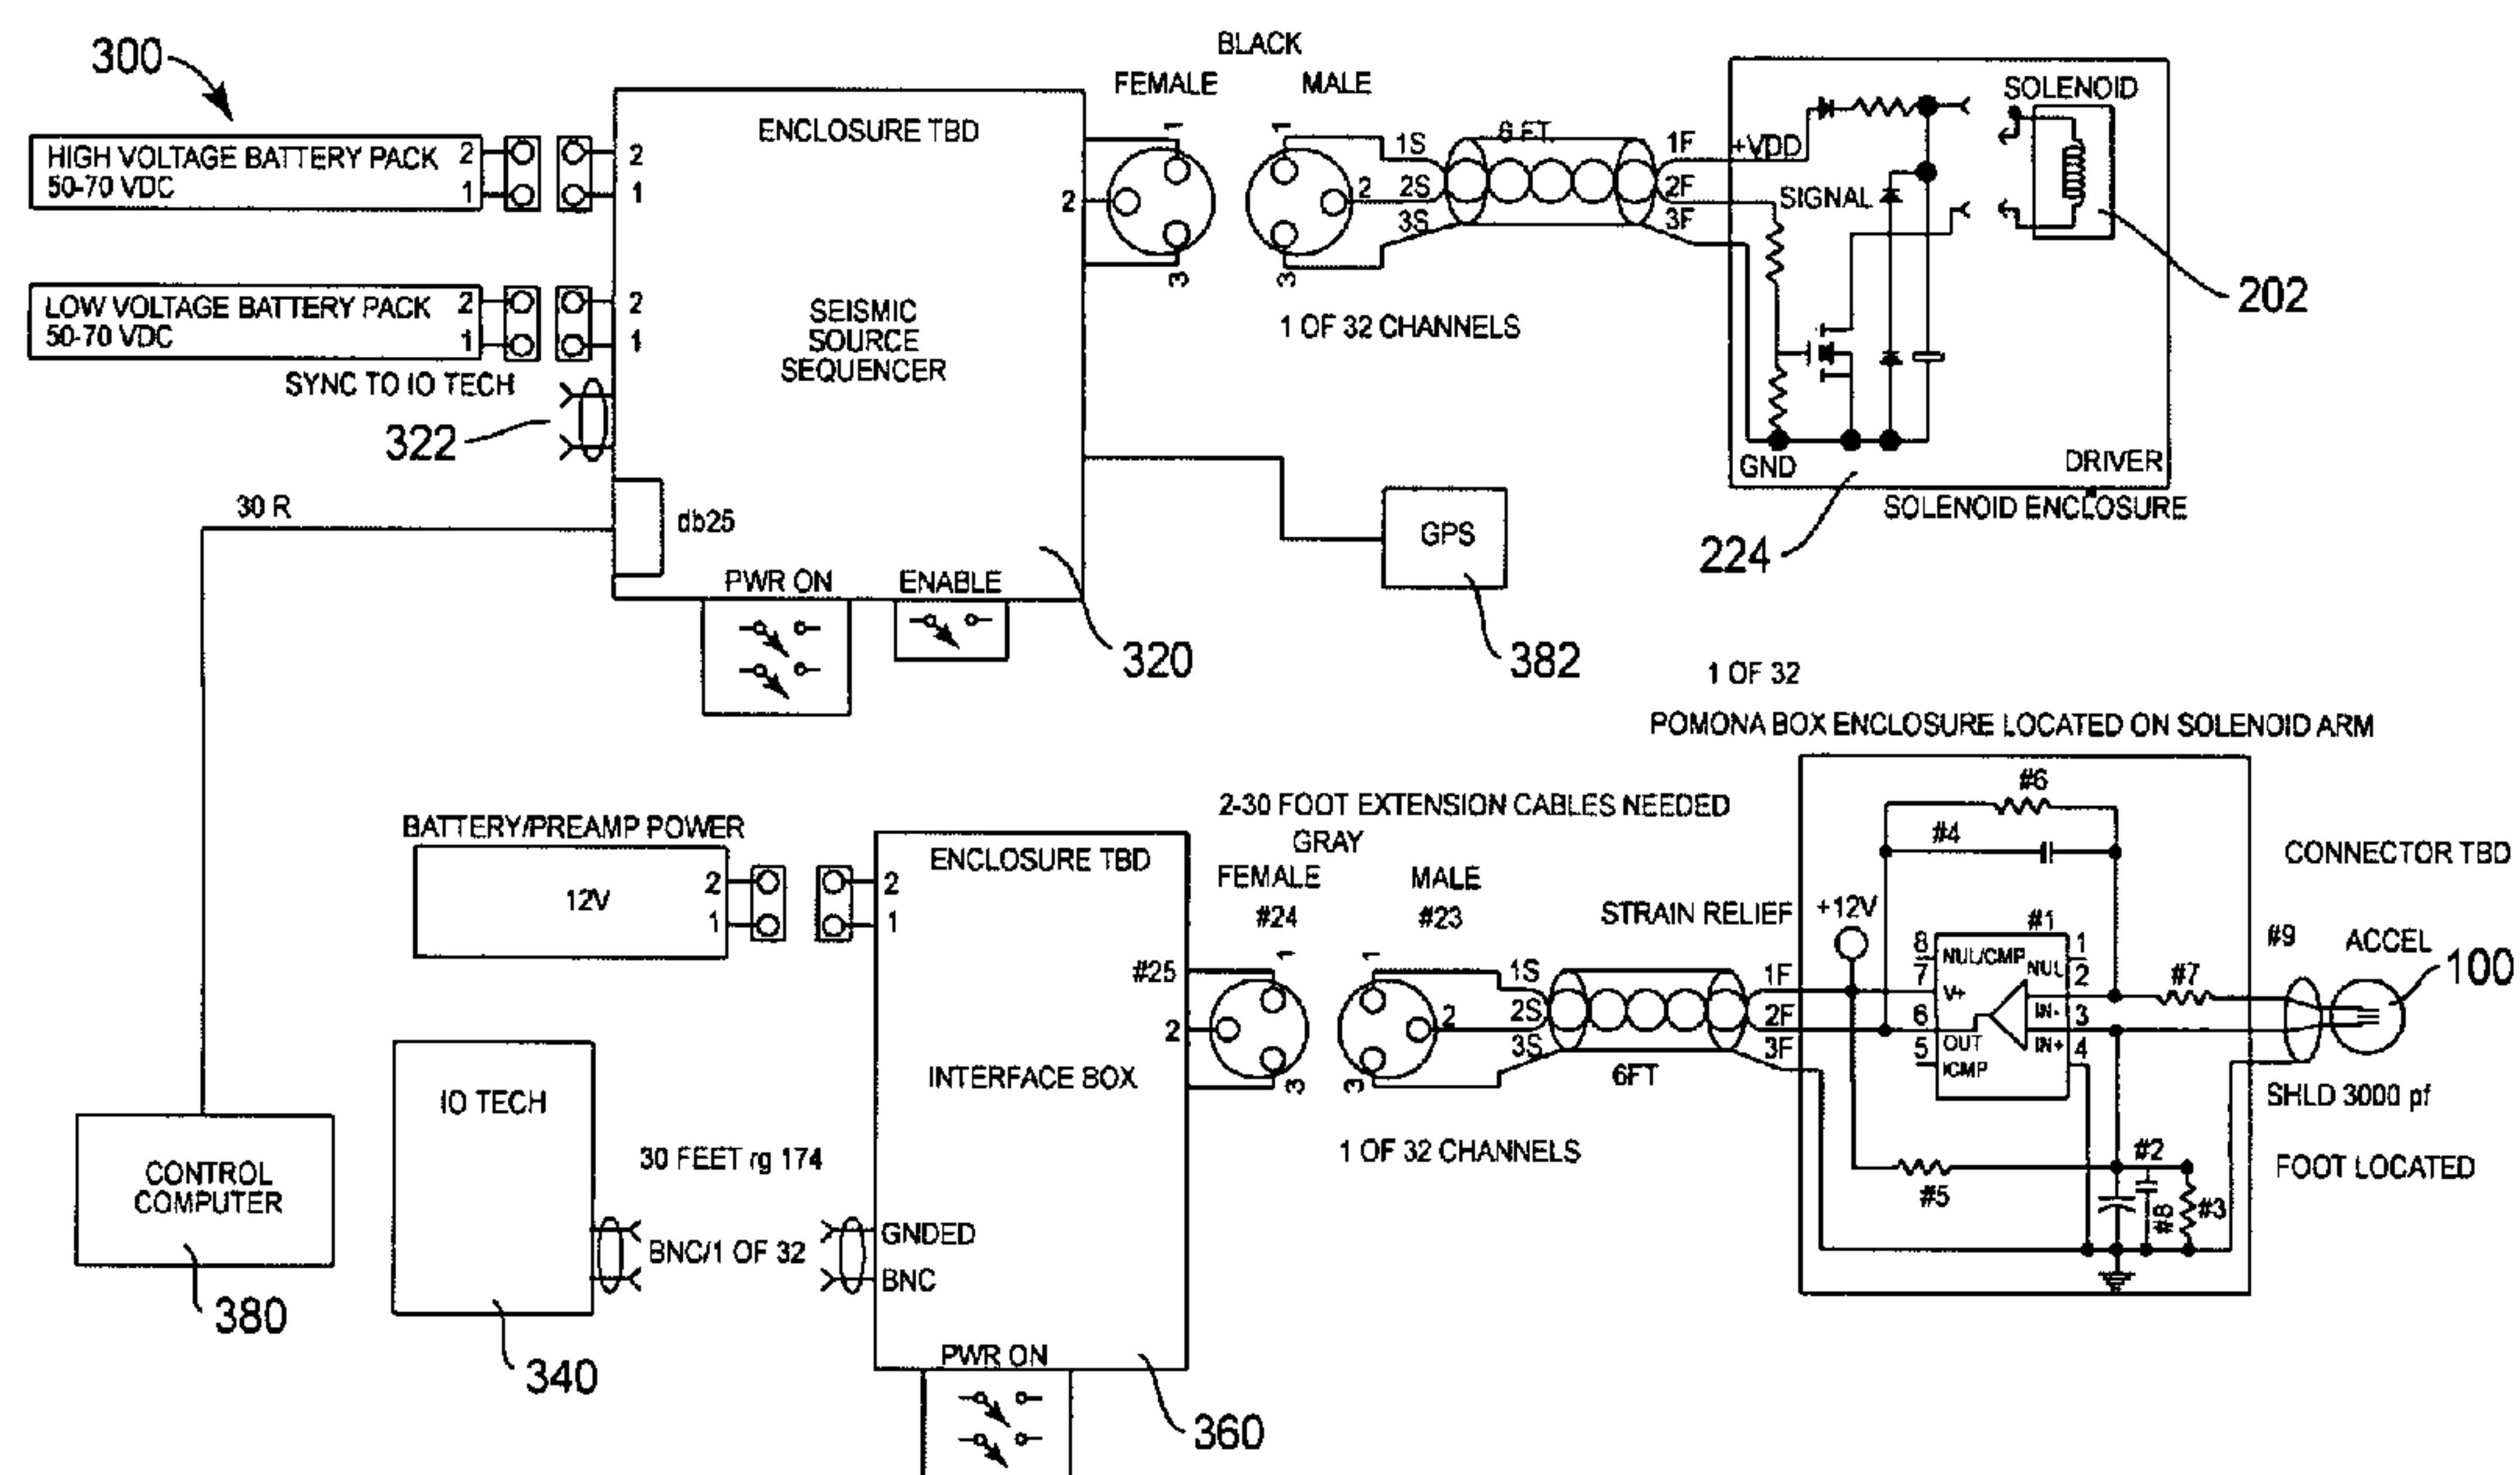 300
HIGH VOLTAGE BATTERY PACK
50-70 VDC
2
1
2
1
LOW VOLTAGE BATTERY PACK
50-70 VDC
2
1
2
1
SYNC TO IO TECH
322
30 R
ENCLOSURE TBD
SEISMIC
SOURCE
SEQUENCER
db25
PWR ON
ENABLE
320
BLACK
FEMALE
MALE
1
2
3
1
2
3
1S
2S
3S
6 FT
1F
2F
3F
1 OF 32 CHANNELS
+VDD
SIGNAL
SOLENOID
202
GND
DRIVER
SOLENOID ENCLOSURE
224
GPS
382
1 OF 32
POMONA BOX ENCLOSURE LOCATED ON SOLENOID ARM
BATTERY/PREAMP POWER
12V
2
1
2
1
ENCLOSURE TBD
#25
2
INTERFACE BOX
GNDED
BNC
PWR ON
360
2-30 FOOT EXTENSION CABLES NEEDED
GRAY
FEMALE
#24
MALE
#23
1
3
1
2
3
1S
2S
3S
6FT
1F
2F
3F
STRAIN RELIEF
1 OF 32 CHANNELS
+12V
#6
#4
#1
8
7
6
5
NUL/CMP
V+
OUT
ICMP
NUL
IN-
IN+
1
2
3
4
#7
#5
#2
#8
#3
CONNECTOR TBD
#9
ACCEL
100
SHLD 3000 pf
FOOT LOCATED
CONTROL
COMPUTER
380
IO TECH
340
30 FEET rg 174
BNC/1 OF 32